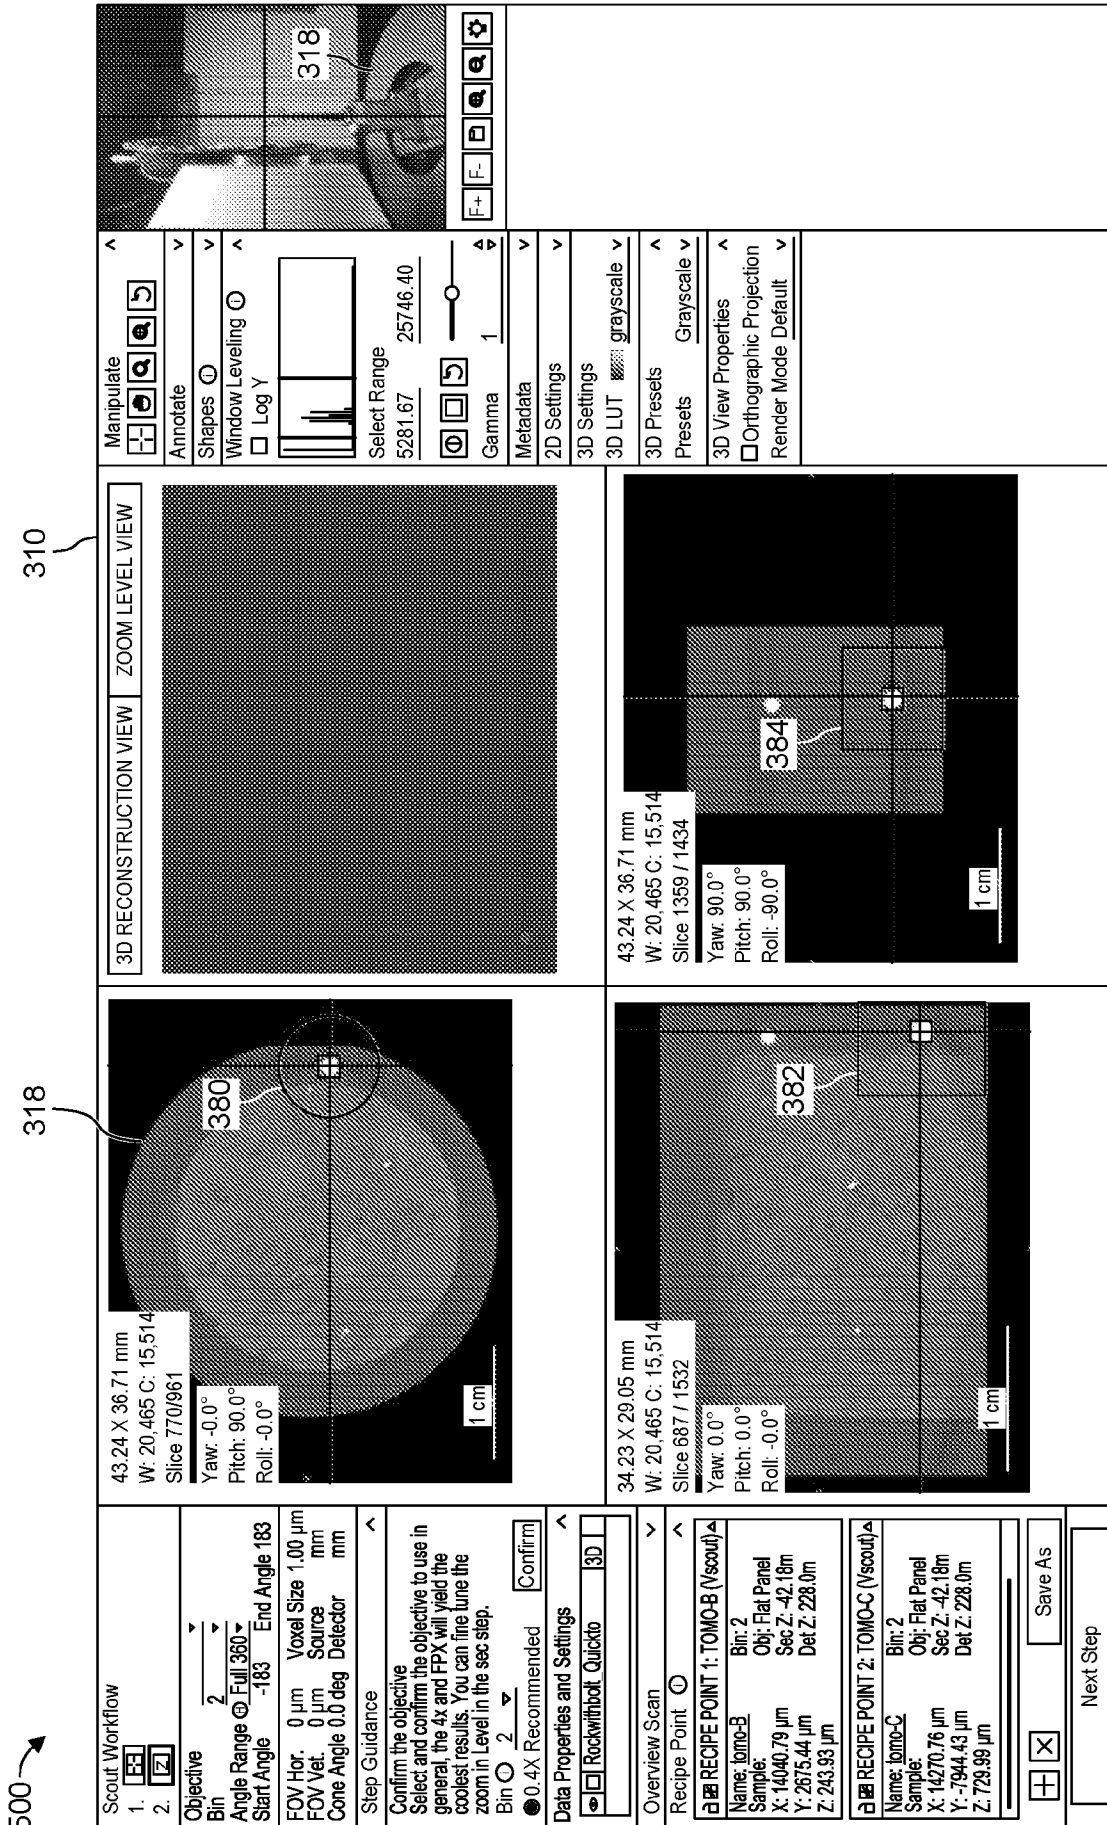 500
310
318
Scout Workflow
1.
2.
Objective
Bin 2
Angle Range Full 360
Start Angle -183 End Angle 183
FOV Hor. 0 µm Voxel Size 1.00 µm
FOV Vet. 0 µm Source mm
Cone Angle 0.0 deg Detector mm
Step Guidance
Confirm the objective
Select and confirm the objective to use in
general, the 4x and FPX will yield the
coolest results. You can fine tune the
zoom in Level in the sec step.
Bin 2
0.4X Recommended Confirm
Data Properties and Settings
Rockwithbolt_Quickto 3D
Overview Scan
Recipe Point
RECIPE POINT 1: TOMO-B (Vscout)
Name: tomo-B Bin: 2
Sample: Obj: Flat Panel
X: 14040.79 µm Sec Z: -42.18m
Y: 2675.44 µm Det Z: 228.0m
Z: 243.93 µm
RECIPE POINT 2: TOMO-C (Vscout)
Name: tomo-C Bin: 2
Sample: Obj: Flat Panel
X: 14270.76 µm Sec Z: -42.18m
Y: -7944.43 µm Det Z: 228.0m
Z: 729.99 µm
Save As
Next Step
43.24 X 36.71 mm
W: 20,465 C: 15,514
Slice 770/961
Yaw: -0.0°
Pitch: 90.0°
Roll: -0.0°
380
1 cm
3D RECONSTRUCTION VIEW ZOOM LEVEL VIEW
34.23 X 29.05 mm
W: 20,465 C: 15,514
Slice 687 / 1532
Yaw: 0.0°
Pitch: 0.0°
Roll: -0.0°
382
1 cm
43.24 X 36.71 mm
W: 20,465 C: 15,514
Slice 1359 / 1434
Yaw: 90.0°
Pitch: 90.0°
Roll: -90.0°
384
1 cm
Manipulate
Annotate
Shapes
Window Leveling
Log Y
Select Range
5281.67 25746.40
Gamma 1
Metadata
2D Settings
3D Settings
3D LUT grayscale
3D Presets
Presets Grayscale
3D View Properties
Orthographic Projection
Render Mode Default
318
F+ F-